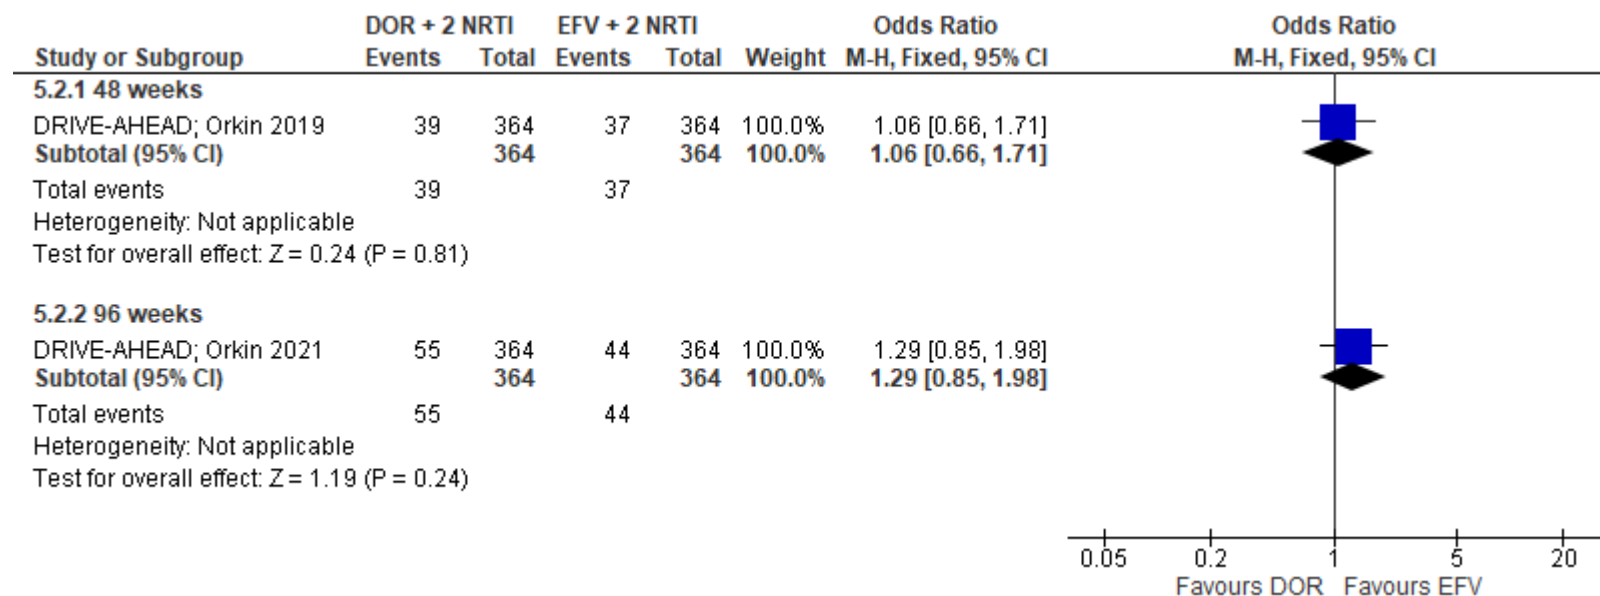 DOR + 2 NRTI EFV + 2 NRTI Odds Ratio Odds Ratio
Study or Subgroup Events Total Events Total Weight M-H, Fixed, 95% CI M-H, Fixed, 95% CI
5.2.1 48 weeks
DRIVE-AHEAD; Orkin 2019 39 364 37 364 100.0% 1.06 [0.66, 1.71]
Subtotal (95% CI) 364 364 100.0% 1.06 [0.66, 1.71]
Total events 39 37
Heterogeneity: Not applicable
Test for overall effect: Z = 0.24 (P = 0.81)
5.2.2 96 weeks
DRIVE-AHEAD; Orkin 2021 55 364 44 364 100.0% 1.29 [0.85, 1.98]
Subtotal (95% CI) 364 364 100.0% 1.29 [0.85, 1.98]
Total events 55 44
Heterogeneity: Not applicable
Test for overall effect: Z = 1.19 (P = 0.24)
0.05 0.2 1 5 20
Favours DOR Favours EFV